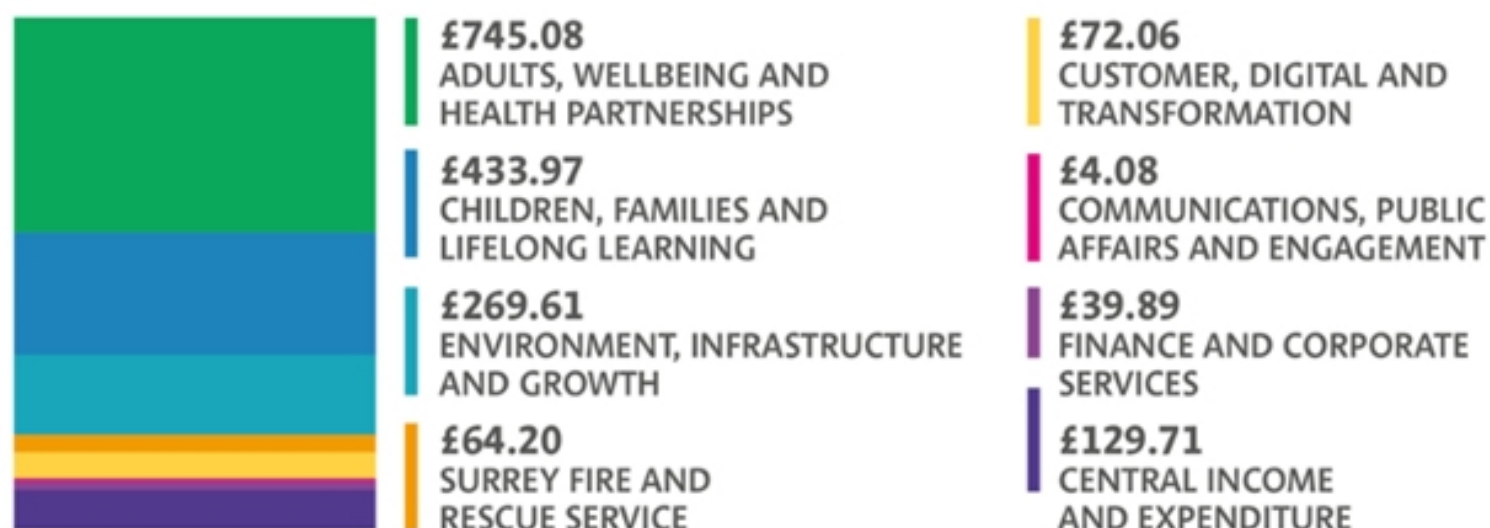 £745.08
ADULTS, WELLBEING AND
HEALTH PARTNERSHIPS
£433.97
CHILDREN, FAMILIES AND
LIFELONG LEARNING
£269.61
ENVIRONMENT, INFRASTRUCTURE
AND GROWTH
£64.20
SURREY FIRE AND
RESCUE SERVICE
£72.06
CUSTOMER, DIGITAL AND
TRANSFORMATION
£4.08
COMMUNICATIONS, PUBLIC
AFFAIRS AND ENGAGEMENT
£39.89
FINANCE AND CORPORATE
SERVICES
£129.71
CENTRAL INCOME
AND EXPENDITURE